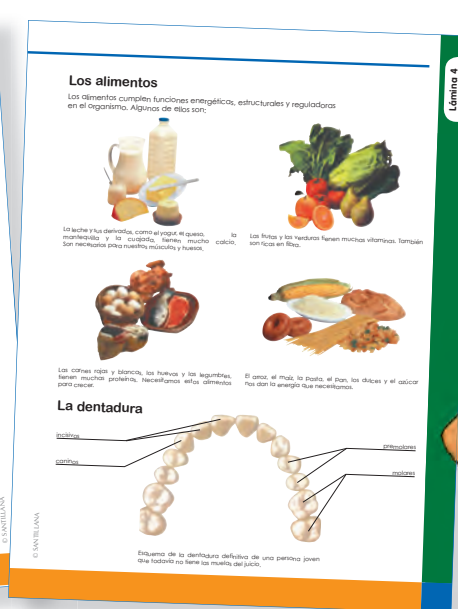 Lámina 4
Los alimentos
Los alimentos cumplen funciones energéticas, estructurales y reguladoras
en el organismo. Algunos de ellos son:
La leche y sus derivados, como el yogur, el queso, la
mantequilla y la cuajada, tienen mucho calcio.
Son necesarios para nuestros músculos y huesos.
Las frutas y las verduras tienen muchas vitaminas. También
son ricas en fibra.
Las carnes rojas y blancas, los huevos y las legumbres,
tienen muchas proteínas. Necesitamos estos alimentos
para crecer.
El arroz, el maíz, la pasta, el pan, los dulces y el azúcar
nos dan la energía que necesitamos.
La dentadura
incisivos
caninos
premolares
molares
Esquema de la dentadura definitiva de una persona joven
que todavía no tiene las muelas del juicio.
© SANTILLANA
© SANTILLANA